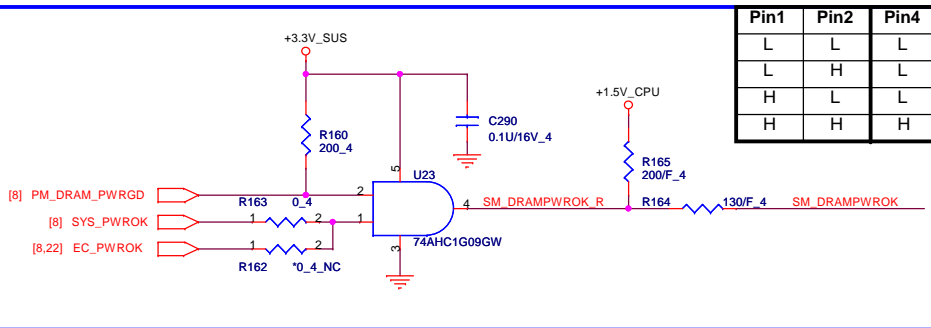 Pin1 Pin2 Pin4
L L L
L H L
H L L
H H H
+3.3V_SUS
+1.5V_CPU
C290
0.1U/16V_4
R160
200_4
R165
200/F_4
5
U23
[8] PM_DRAM_PWRGD
R163 0_4
2
4
SM_DRAMPWROK_R
R164
130/F_4
SM_DRAMPWROK
[8] SYS_PWROK
1 2
1
74AHC1G09GW
[8,22] EC_PWROK
1 2
3
R162 *0_4_NC